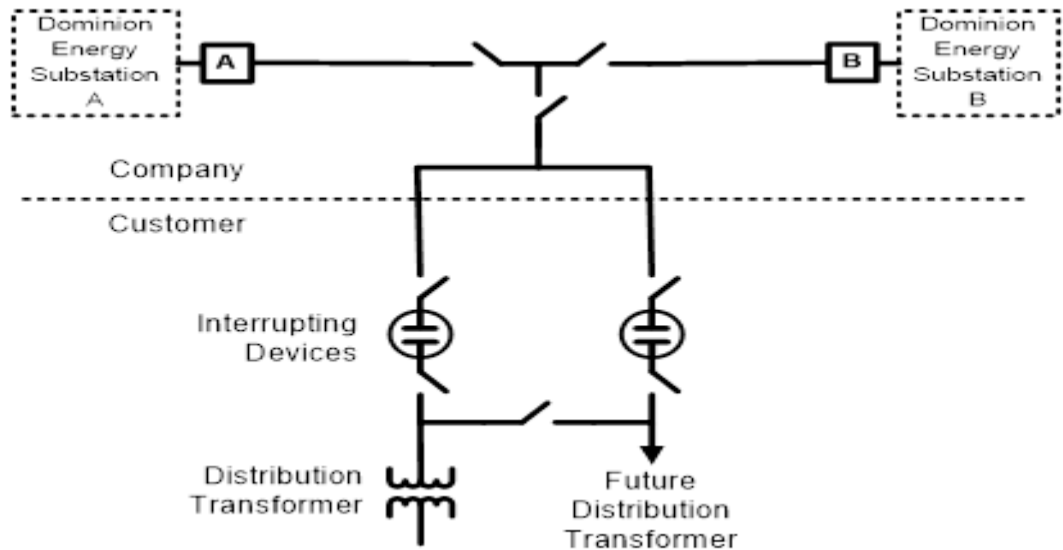 Dominion
Energy
Substation
A
A
B
Dominion
Energy
Substation
B
Company
Customer
Interrupting
Devices
Distribution
Transformer
Future
Distribution
Transformer